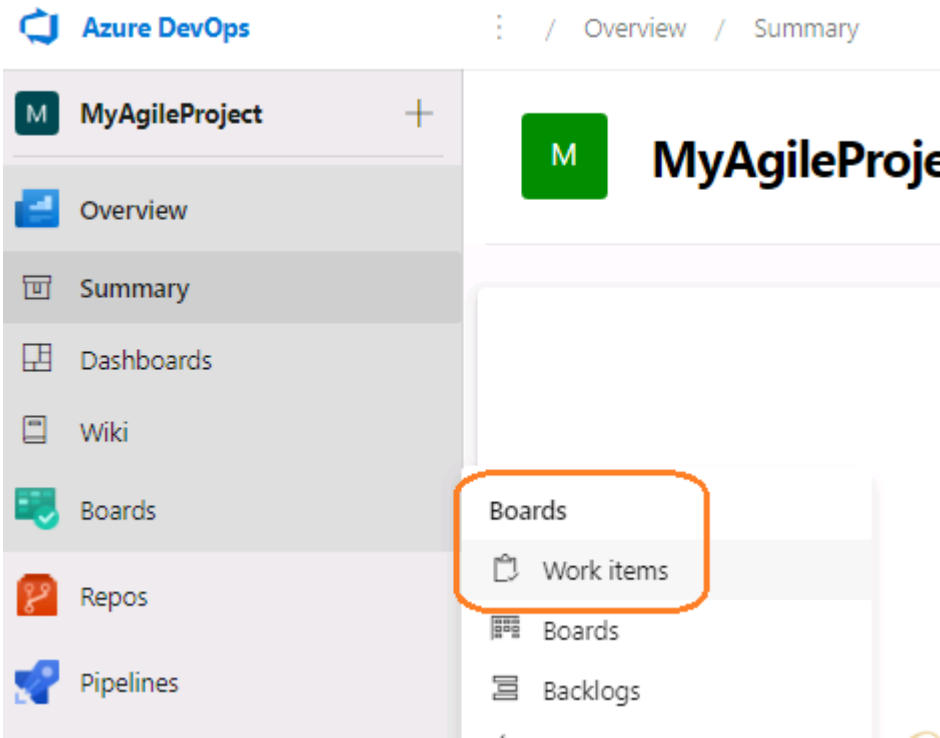 Azure DevOps
/ Overview / Summary
M MyAgileProject +
M MyAgileProje
Overview
Summary
Dashboards
Wiki
Boards
Repos
Pipelines
Boards
Work items
Boards
Backlogs